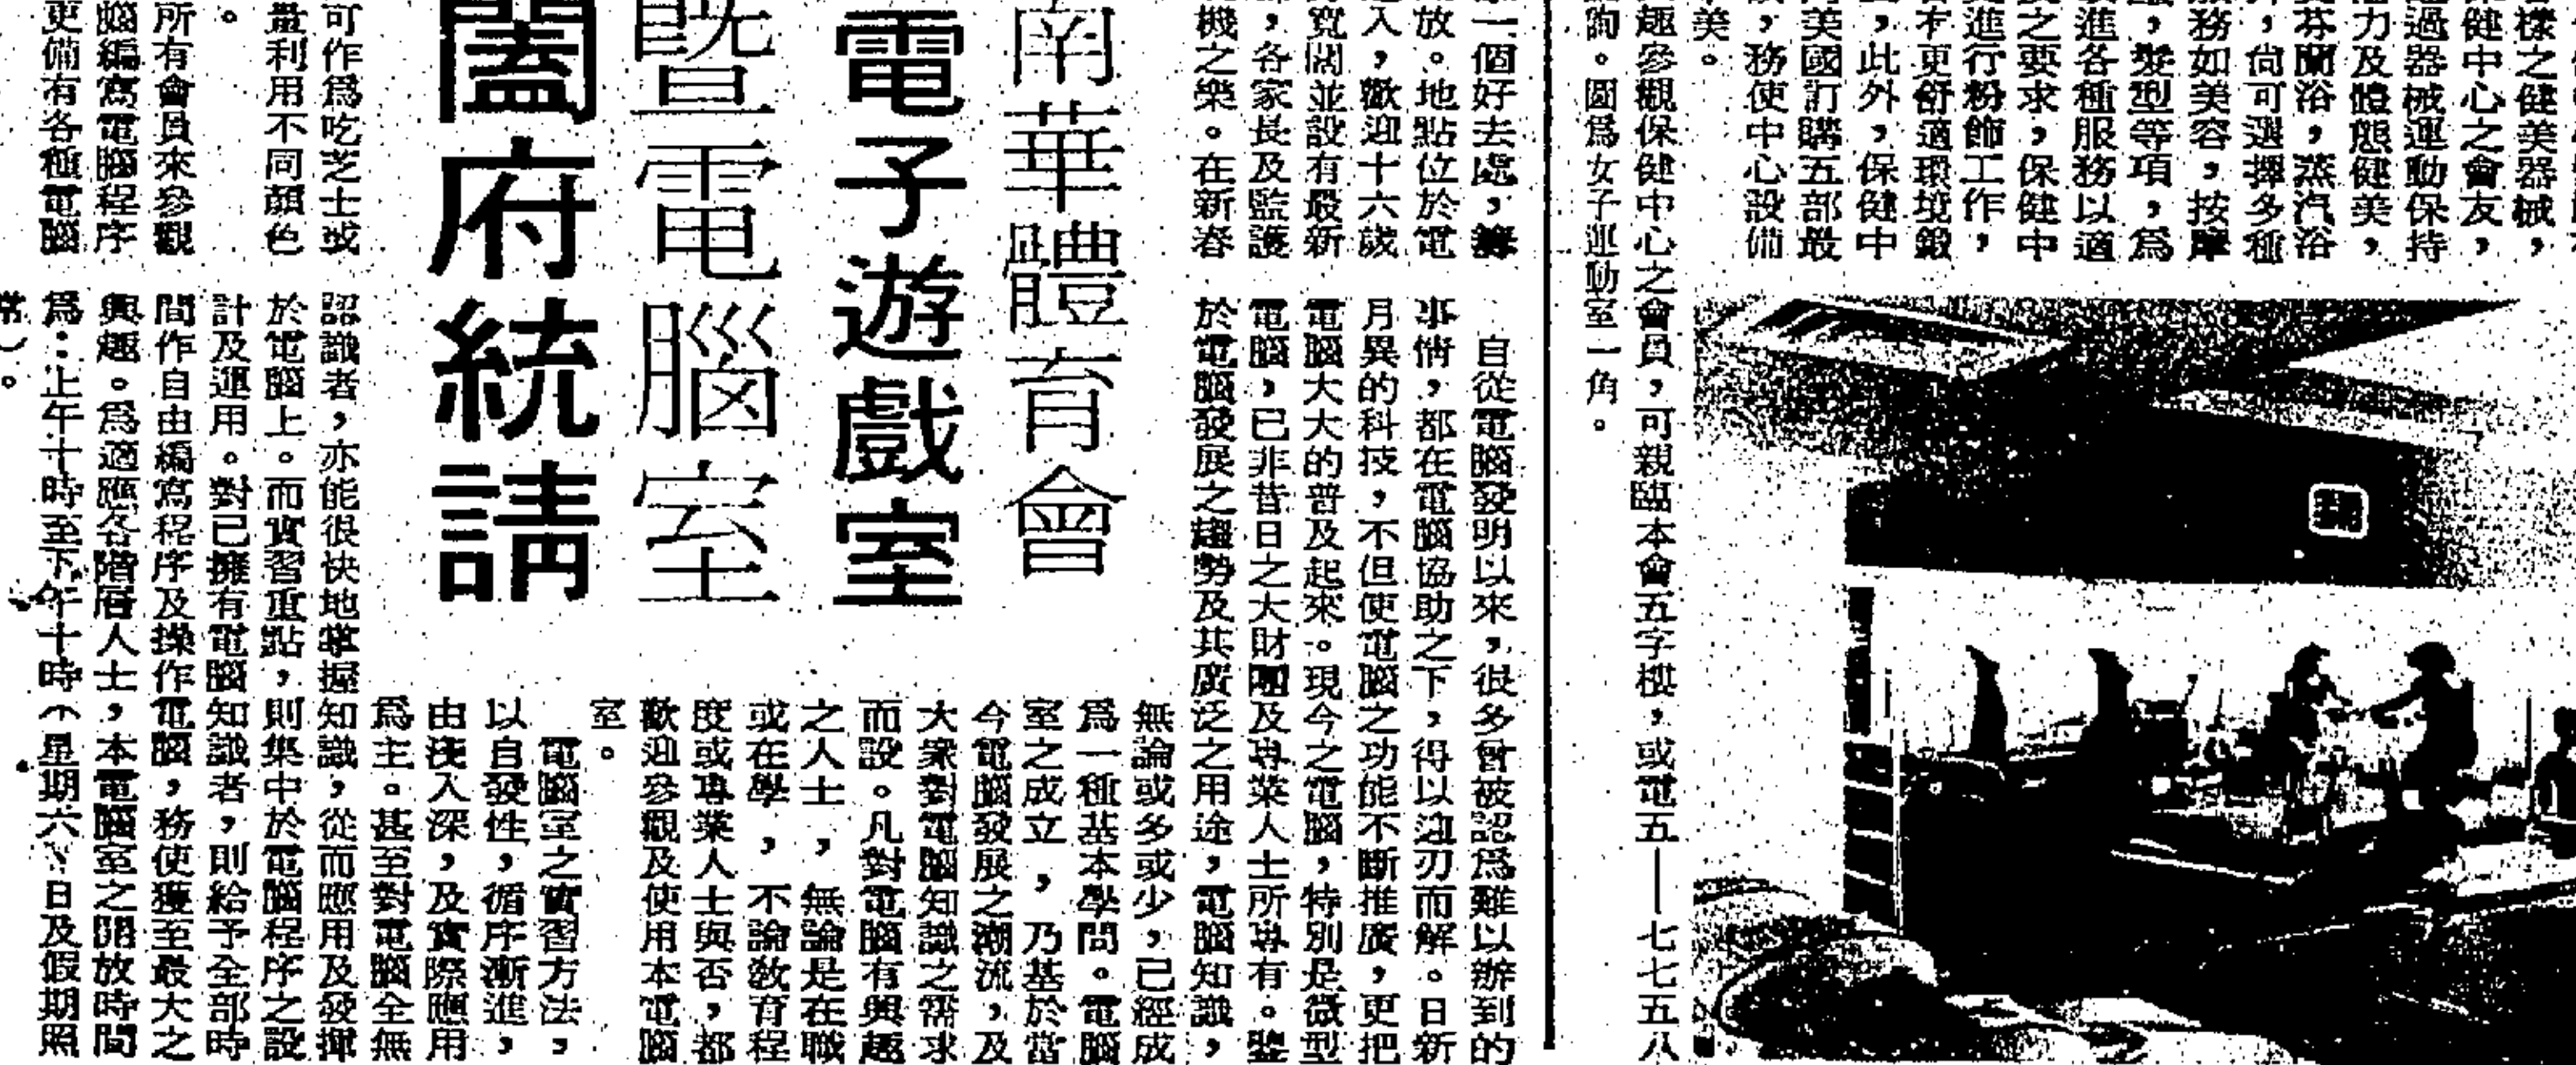 各樣之健美器械，
保健中心之會友，
透過器械運動保持
活力及體態健美，
芬蘭浴，蒸汽浴
，尙可選擇多種
服務如美容，按摩
，髮型等項，爲
改進各種服務以適
之要求，保健中
進行粉飾工作，
有更舒適環境鍛
，此外，保健中
美國訂購五部最
，務使中心設備
美。
趣參觀保健中心之會員，可親臨本會五字樓，或電五——七七五八
詢。圖爲女子運動室一角。
南華體育會
電子遊戲室
暨電腦室
闔府統請
一個好去處，
放。地點位於電
入，歡迎十六歲
寬闊並設有最新
，各家長及監護
機之樂。在新春
可作爲吃芝士或
量利用不同顏色
。
所有會員來參觀
腦編寫電腦程序
更備有各種電腦
自從電腦發明以來，很多曾被認爲難以辦到的
事情，都在電腦協助之下，得以迎刃而解。日新
月異的科技，不但使電腦之功能不斷推廣，更把
電腦大大的普及起來。現今之電腦，特別是微型
電腦，已非昔日之大財團及專業人士所專有。鑒
於電腦發展之趨勢及其廣泛之用途，電腦知識，
無論或多或少，已經成
爲一種基本學問。電腦
室之成立，乃基於當
今電腦發展之潮流，及
大衆對電腦知識之需求
而設。凡對電腦有興趣
之人士，無論是在職
或在學，不論敎育程
度或專業人士與否，都
歡迎參觀及使用本電腦
室。
電腦室之實習方法，
以自發性，循序漸進，
由淺入深，及實際應用
爲主。甚至對電腦全無
認識者，亦能很快地掌握知識，從而應用及發揮
於電腦上。而實習重點，則集中於電腦程序之設
計及運用。對已擁有電腦知識者，則給予全部時
間作自由編寫程序及操作電腦，務使獲至最大之
興趣。爲適應各階層人士，本電腦室之開放時間
爲：上午十時至下午十時（星期六、日及假期照
常）。